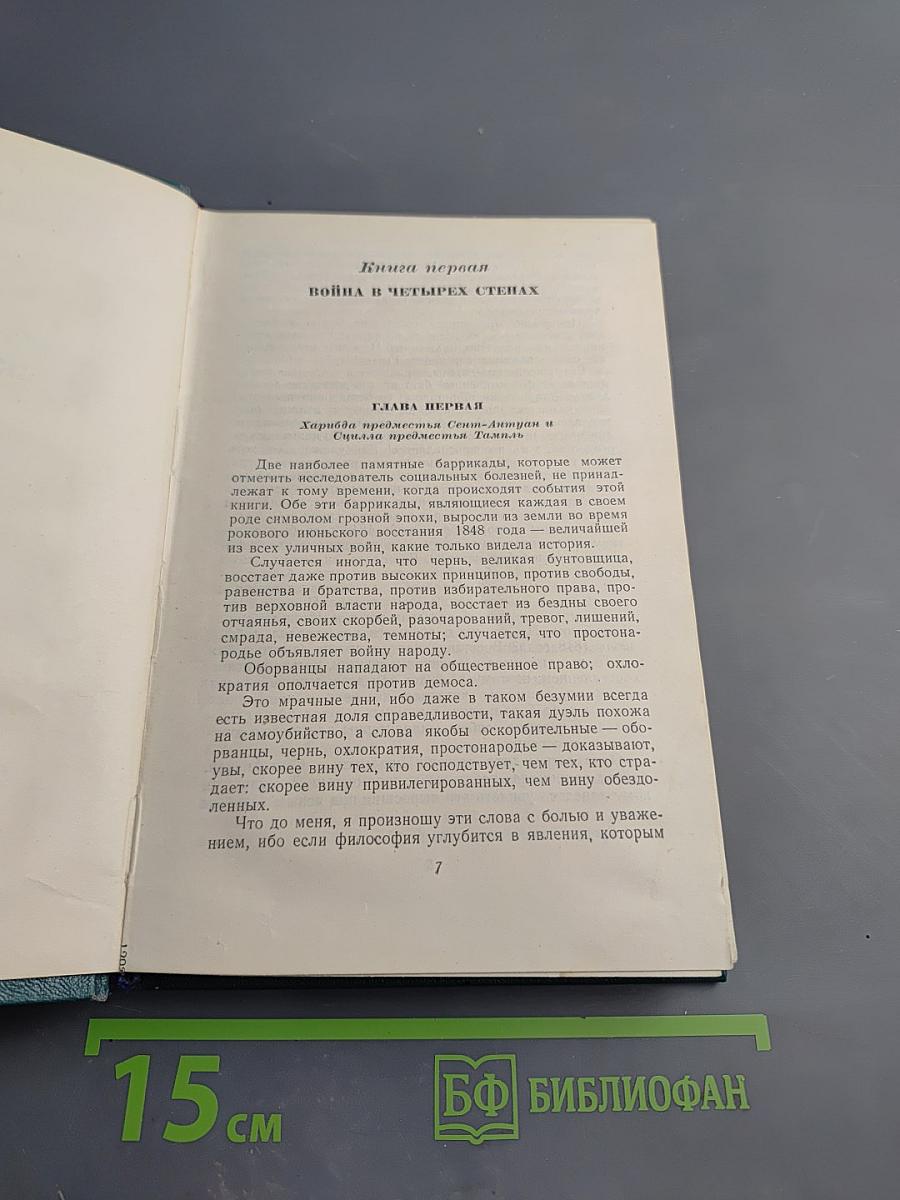 Книга первая
ВОЙНА В ЧЕТЫРЕХ СТЕНАХ
ГЛАВА ПЕРВАЯ
Харибда предместья Сент-Антуан и
Сцилла предместья Тампль
Две наиболее памятные баррикады, которые может
отметить исследователь социальных болезней, не принад-
лежат к тому времени, когда происходят события этой
книги. Обе эти баррикады, являющиеся каждая в своем
роде символом грозной эпохи, выросли из земли во время
рокового июньского восстания 1848 года — величайшей
из всех уличных войн, какие только видела история.
Случается иногда, что чернь, великая бунтовщица,
восстает даже против высоких принципов, против свободы,
равенства и братства, против избирательного права, про-
тив верховной власти народа, восстает из бездны своего
отчаянья, своих скорбей, разочарований, тревог, лишений,
смрада, невежества, темноты; случается, что простона-
родье объявляет войну народу.
Оборванцы нападают на общественное право; охло-
кратия ополчается против демоса.
Это мрачные дни, ибо даже в таком безумии всегда
есть известная доля справедливости, такая дуэль похожа
на самоубийство, а слова якобы оскорбительные — обо-
рванцы, чернь, охлократия, простонародье — доказывают,
увы, скорее вину тех, кто господствует, чем тех, кто стра-
дает: скорее вину привилегированных, чем вину обездо-
ленных.
Что до меня, я произношу эти слова с болью и уваже-
нием, ибо если философия углубится в явления, которым
7
15 см
БФ БИБЛИОФАН